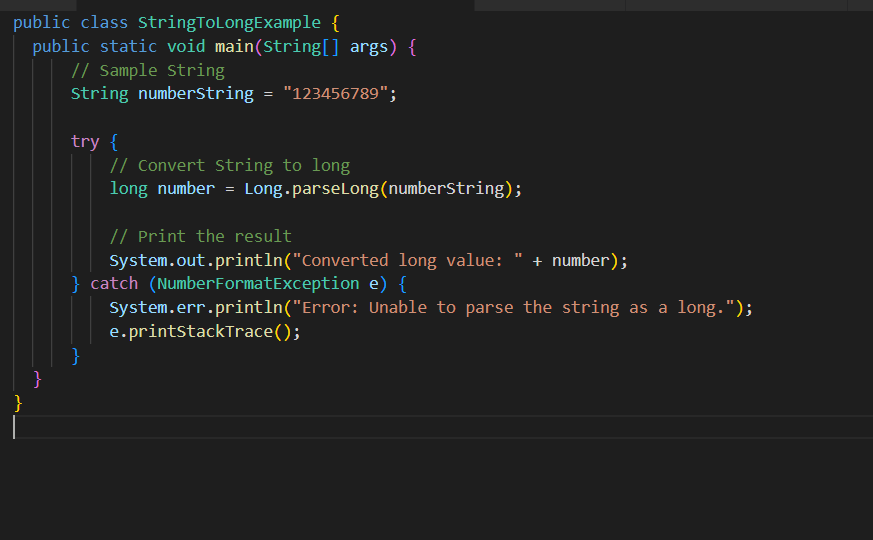 public class StringToLongExample {
public static void main(String[] args) {
// Sample String
String numberString = "123456789";
try {
// Convert String to long
long number = Long.parseLong(numberString);
// Print the result
System.out.println("Converted long value: " + number);
} catch (NumberFormatException e) {
System.err.println("Error: Unable to parse the string as a long.");
e.printStackTrace();
}
}
}